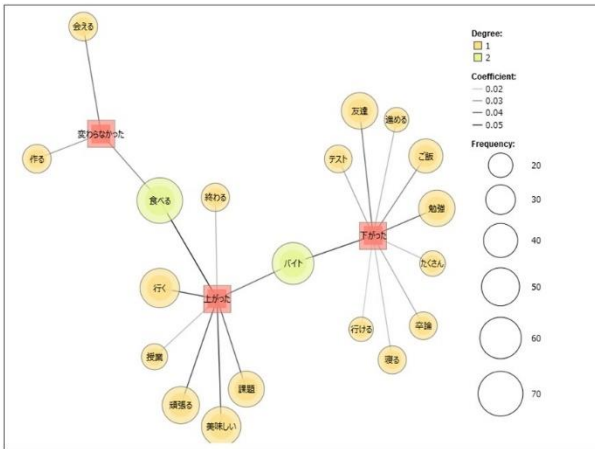 会える
変わらなかった
作る
食べる
終わる
行く
上がった
授業
頑張る
美味しい
課題
バイト
友達
進める
テスト
ご飯
勉強
下がった
たくさん
行ける
寝る
卒論
Degree:
1
2
Coefficient:
0.02
0.03
0.04
0.05
Frequency:
20
30
40
50
60
70